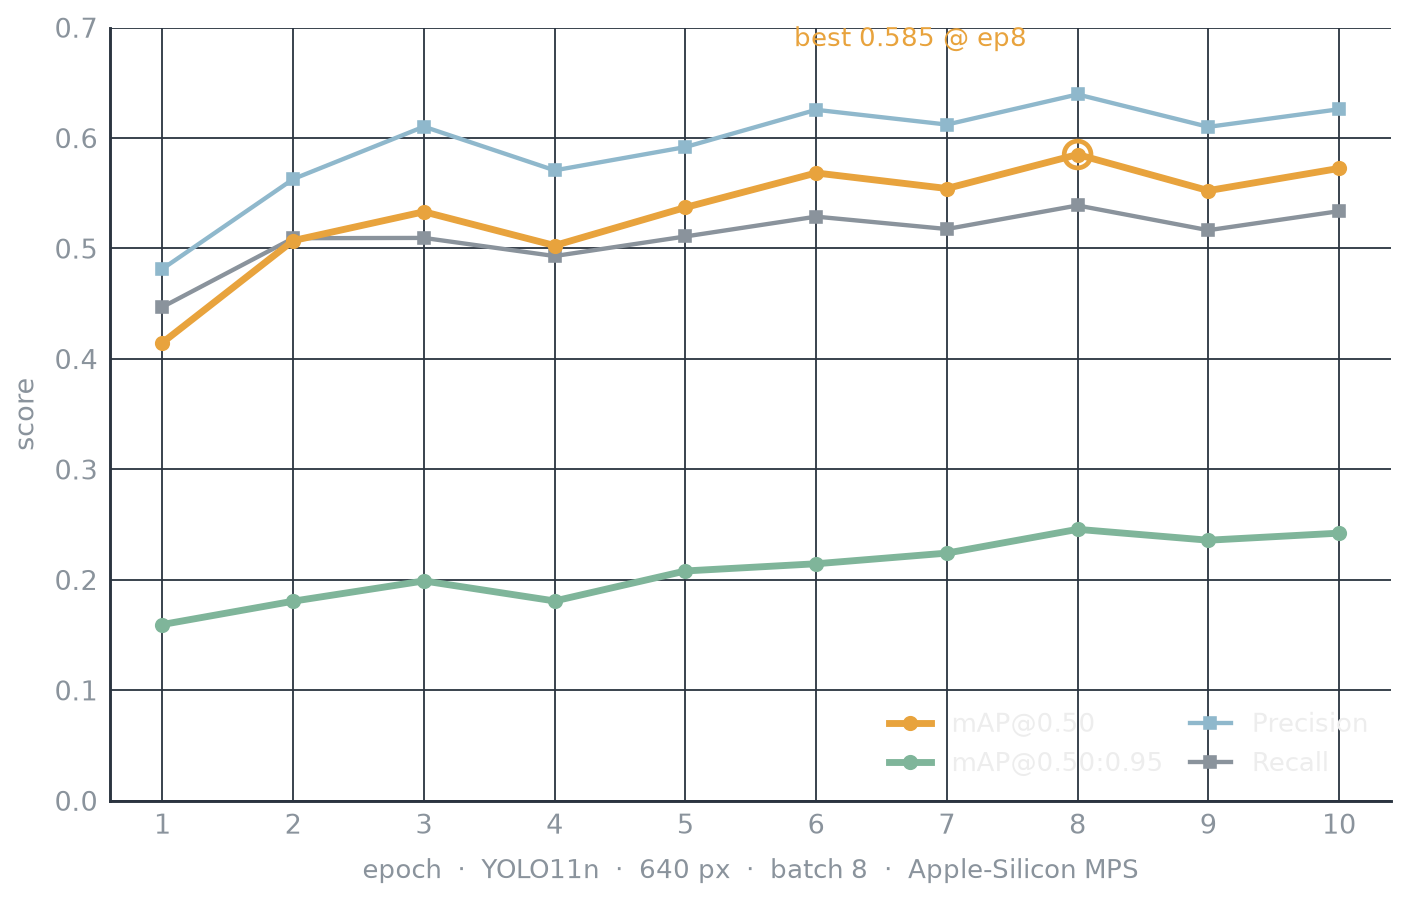 best 0.585 @ ep8
0.7
0.6
0.5
0.4
0.3
0.2
0.1
0.0
score
mAP@0.50 Precision
mAP@0.50:0.95 Recall
1 2 3 4 5 6 7 8 9 10
epoch · YOLO11n · 640 px · batch 8 · Apple-Silicon MPS